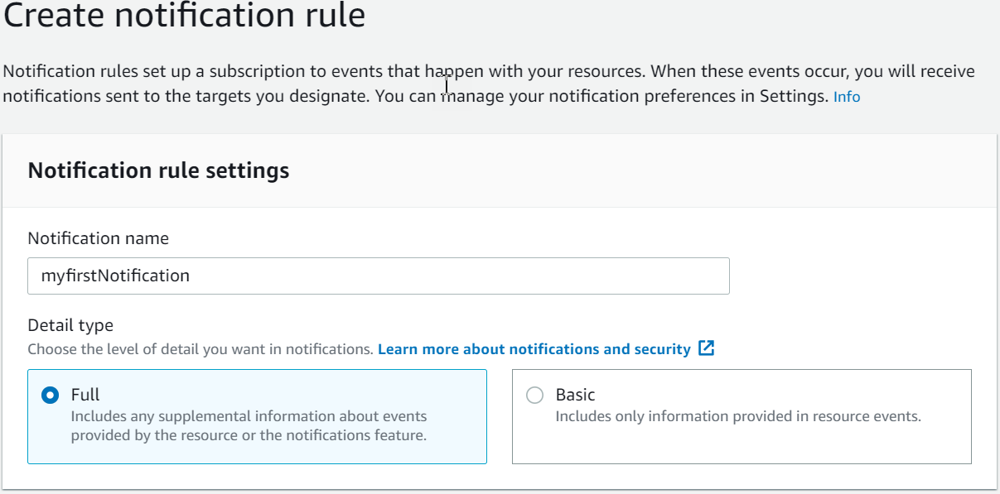 Create notification rule
Notification rules set up a subscription to events that happen with your resources. When these events occur, you will receive
notifications sent to the targets you designate. You can manage your notification preferences in Settings. Info
Notification rule settings
Notification name
myfirstNotification
Detail type
Choose the level of detail you want in notifications. Learn more about notifications and security
Full
Includes any supplemental information about events
provided by the resource or the notifications feature.
Basic
Includes only information provided in resource events.